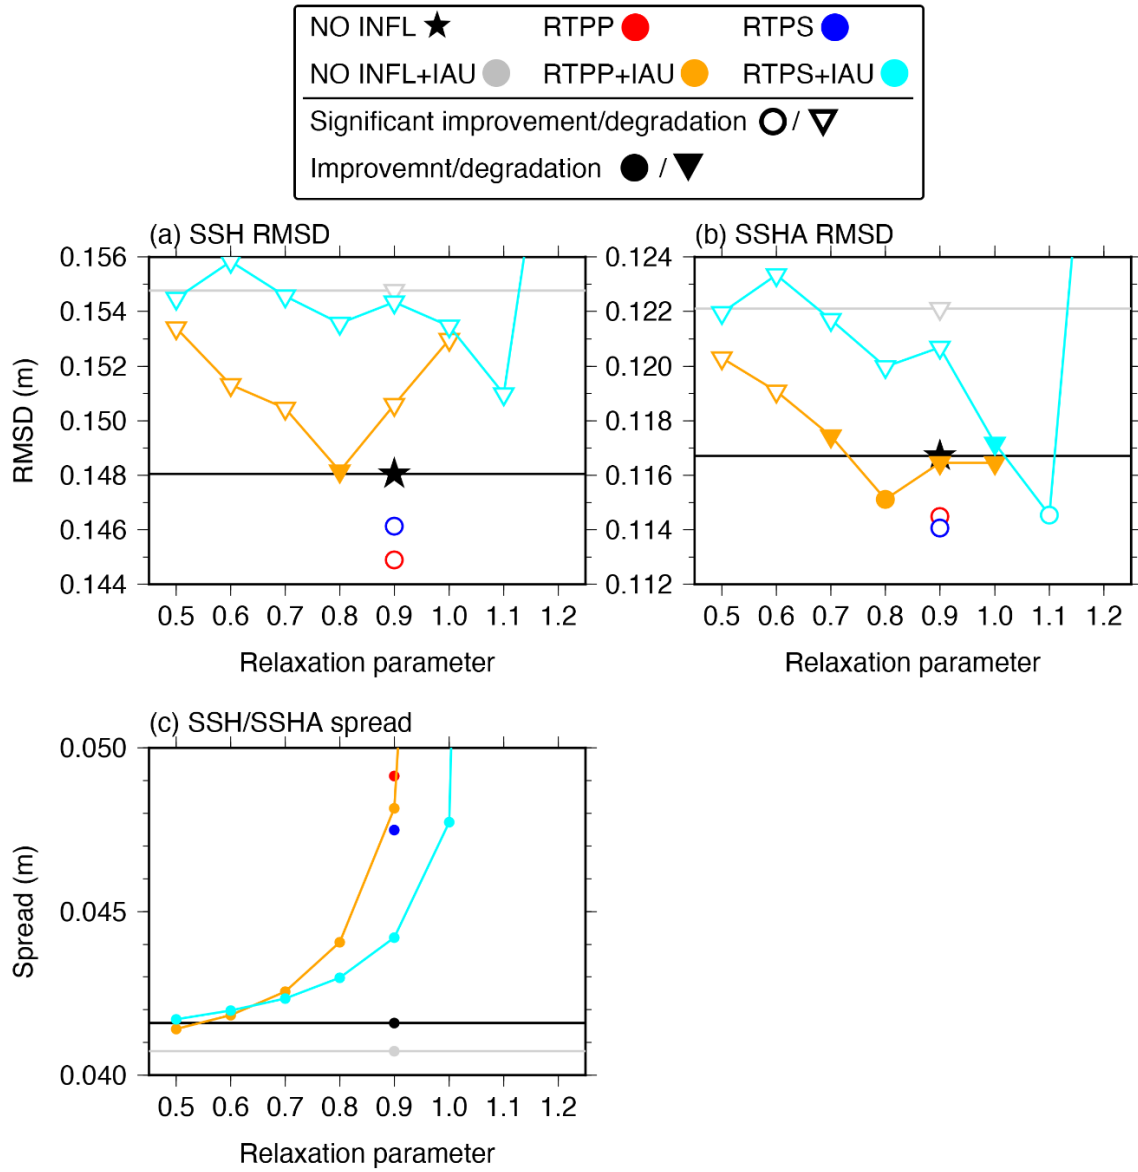 NO INFL RTPP RTPS
NO INFL+IAU RTPP+IAU RTPS+IAU
Significant improvement/degradation /
Improvemnt/degradation /
(a) SSH RMSD
0.156
0.154
0.152
0.150
0.148
0.146
0.144
RMSD (m)
0.5 0.6 0.7 0.8 0.9 1.0 1.1 1.2
Relaxation parameter
(b) SSHA RMSD
0.124
0.122
0.120
0.118
0.116
0.114
0.112
0.5 0.6 0.7 0.8 0.9 1.0 1.1 1.2
Relaxation parameter
(c) SSH/SSHA spread
0.050
0.045
0.040
Spread (m)
0.5 0.6 0.7 0.8 0.9 1.0 1.1 1.2
Relaxation parameter